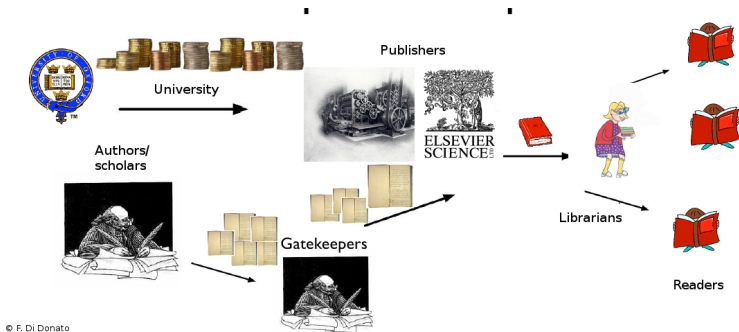 Publishers
University
ELSEVIER
SCIENCE
Authors/
scholars
Gatekeepers
Librarians
Readers
© F. Di Donato